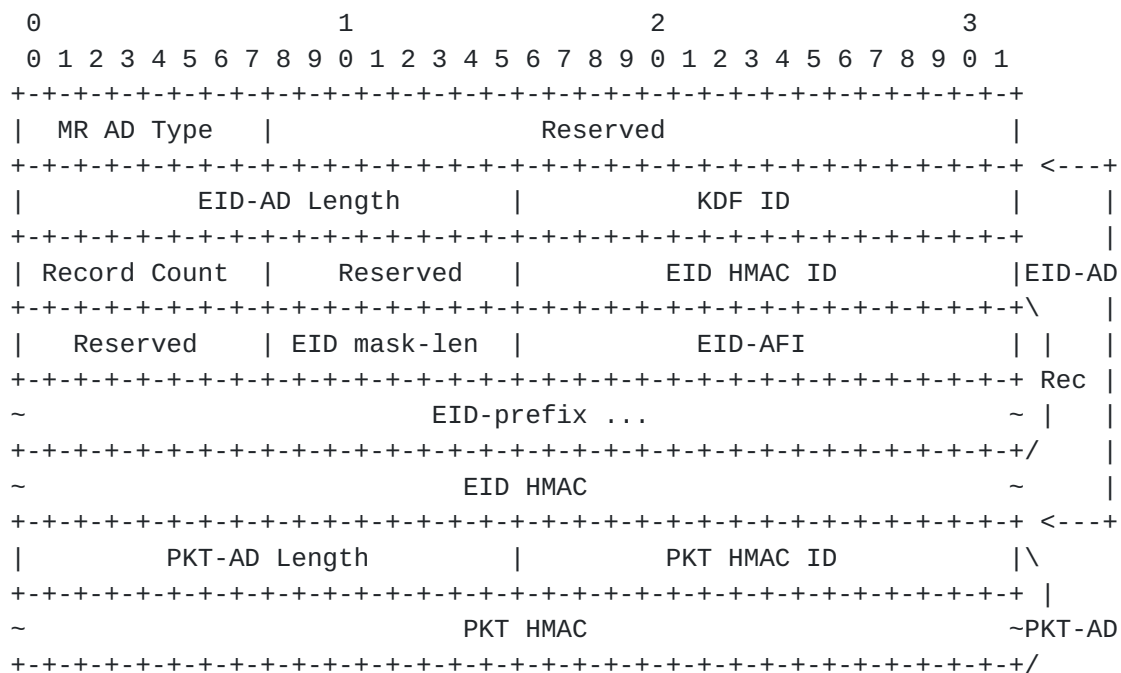 0                   1                   2                   3
 0 1 2 3 4 5 6 7 8 9 0 1 2 3 4 5 6 7 8 9 0 1 2 3 4 5 6 7 8 9 0 1
+-+-+-+-+-+-+-+-+-+-+-+-+-+-+-+-+-+-+-+-+-+-+-+-+-+-+-+-+-+-+-+-+
|  MR AD Type   |                 Reserved                      |
+-+-+-+-+-+-+-+-+-+-+-+-+-+-+-+-+-+-+-+-+-+-+-+-+-+-+-+-+-+-+-+-+ <---+
|           EID-AD Length       |           KDF ID              |     |
+-+-+-+-+-+-+-+-+-+-+-+-+-+-+-+-+-+-+-+-+-+-+-+-+-+-+-+-+-+-+-+-+     |
| Record Count  |    Reserved   |         EID HMAC ID           |EID-AD
+-+-+-+-+-+-+-+-+-+-+-+-+-+-+-+-+-+-+-+-+-+-+-+-+-+-+-+-+-+-+-+-+\    |
|   Reserved    | EID mask-len  |           EID-AFI             | |   |
+-+-+-+-+-+-+-+-+-+-+-+-+-+-+-+-+-+-+-+-+-+-+-+-+-+-+-+-+-+-+-+-+ Rec |
~                          EID-prefix ...                       ~ |   |
+-+-+-+-+-+-+-+-+-+-+-+-+-+-+-+-+-+-+-+-+-+-+-+-+-+-+-+-+-+-+-+-+/    |
~                            EID HMAC                           ~     |
+-+-+-+-+-+-+-+-+-+-+-+-+-+-+-+-+-+-+-+-+-+-+-+-+-+-+-+-+-+-+-+-+ <---+
|         PKT-AD Length         |         PKT HMAC ID           |\
+-+-+-+-+-+-+-+-+-+-+-+-+-+-+-+-+-+-+-+-+-+-+-+-+-+-+-+-+-+-+-+-+ |
~                            PKT HMAC                           ~PKT-AD
+-+-+-+-+-+-+-+-+-+-+-+-+-+-+-+-+-+-+-+-+-+-+-+-+-+-+-+-+-+-+-+-+/